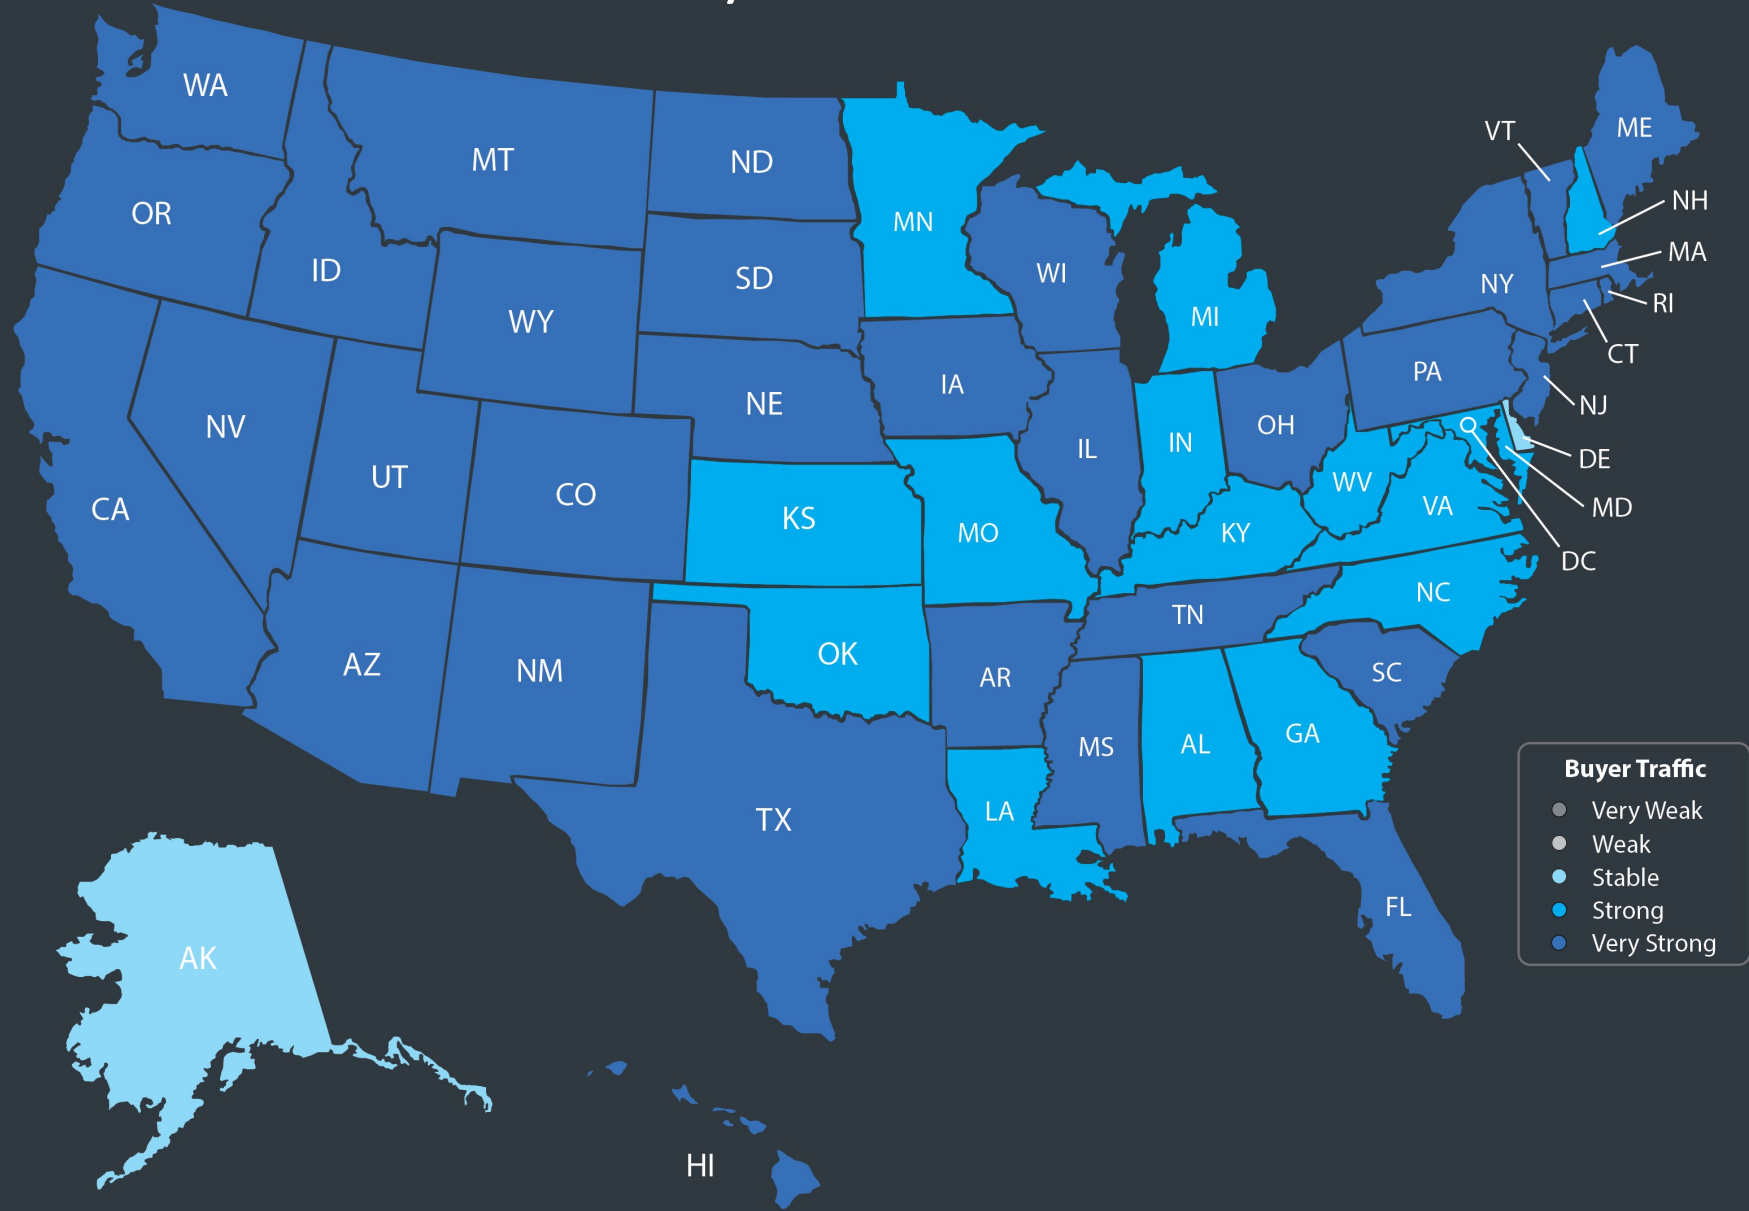 WA
MT
ND
MN
VT
ME
OR
ID
WY
SD
WI
MI
NY
NH
MA
RI
CT
NV
UT
CO
NE
IA
IL
IN
OH
PA
NJ
DE
MD
DC
CA
KS
MO
KY
WV
VA
AZ
NM
OK
AR
TN
NC
SC
TX
LA
MS
AL
GA
FL
AK
HI
Buyer Traffic
Very Weak
Weak
Stable
Strong
Very Strong